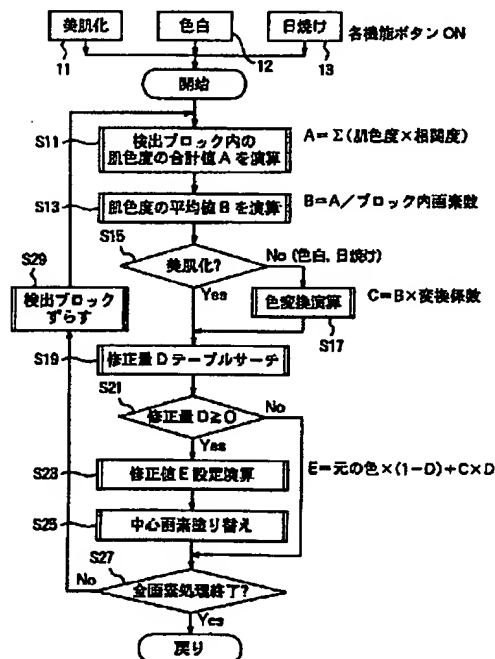 美肌化
色白
日焼け
各機能ボタン ON
11
12
13
開始
S11
検出ブロック内の
肌色度の合計値 A を演算
A=Σ(肌色度×相関度)
S13
肌色度の平均値 B を演算
B=A/ブロック内画素数
S15
美肌化?
No (色白, 日焼け)
Yes
S29
検出ブロック
ずらす
色変換演算
C=B×変換係数
S17
S19
修正量 D テーブルサーチ
S21
修正量 D≧0
No
Yes
S23
修正値 E 設定演算
E=元の色×(1-D)+C×D
S25
中心画素塗り替え
S27
No
全画素処理終了?
Yes
戻り